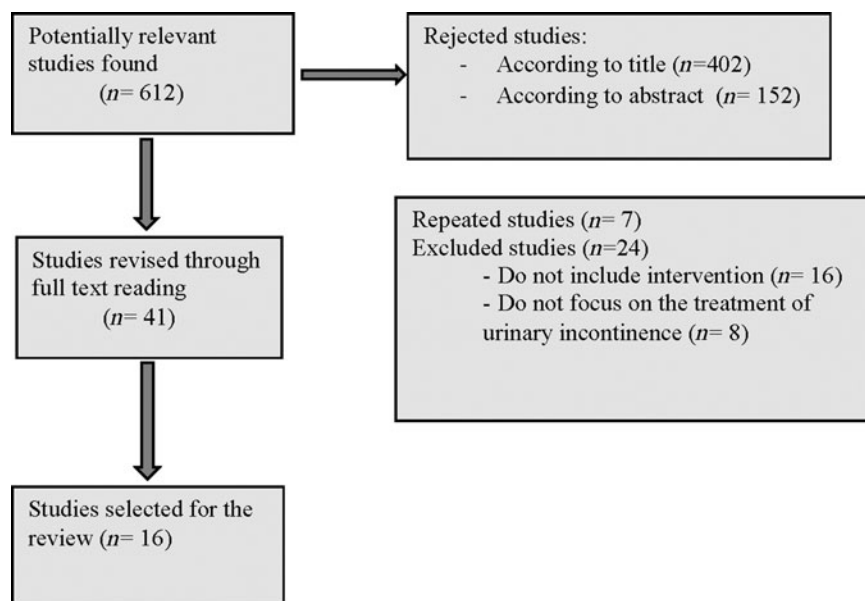 Potentially relevant
studies found
(n= 612)
Rejected studies:
- According to title (n=402)
- According to abstract (n= 152)
Repeated studies (n= 7)
Excluded studies (n=24)
- Do not include intervention (n= 16)
- Do not focus on the treatment of
urinary incontinence (n= 8)
Studies revised through
full text reading
(n= 41)
Studies selected for the
review (n= 16)